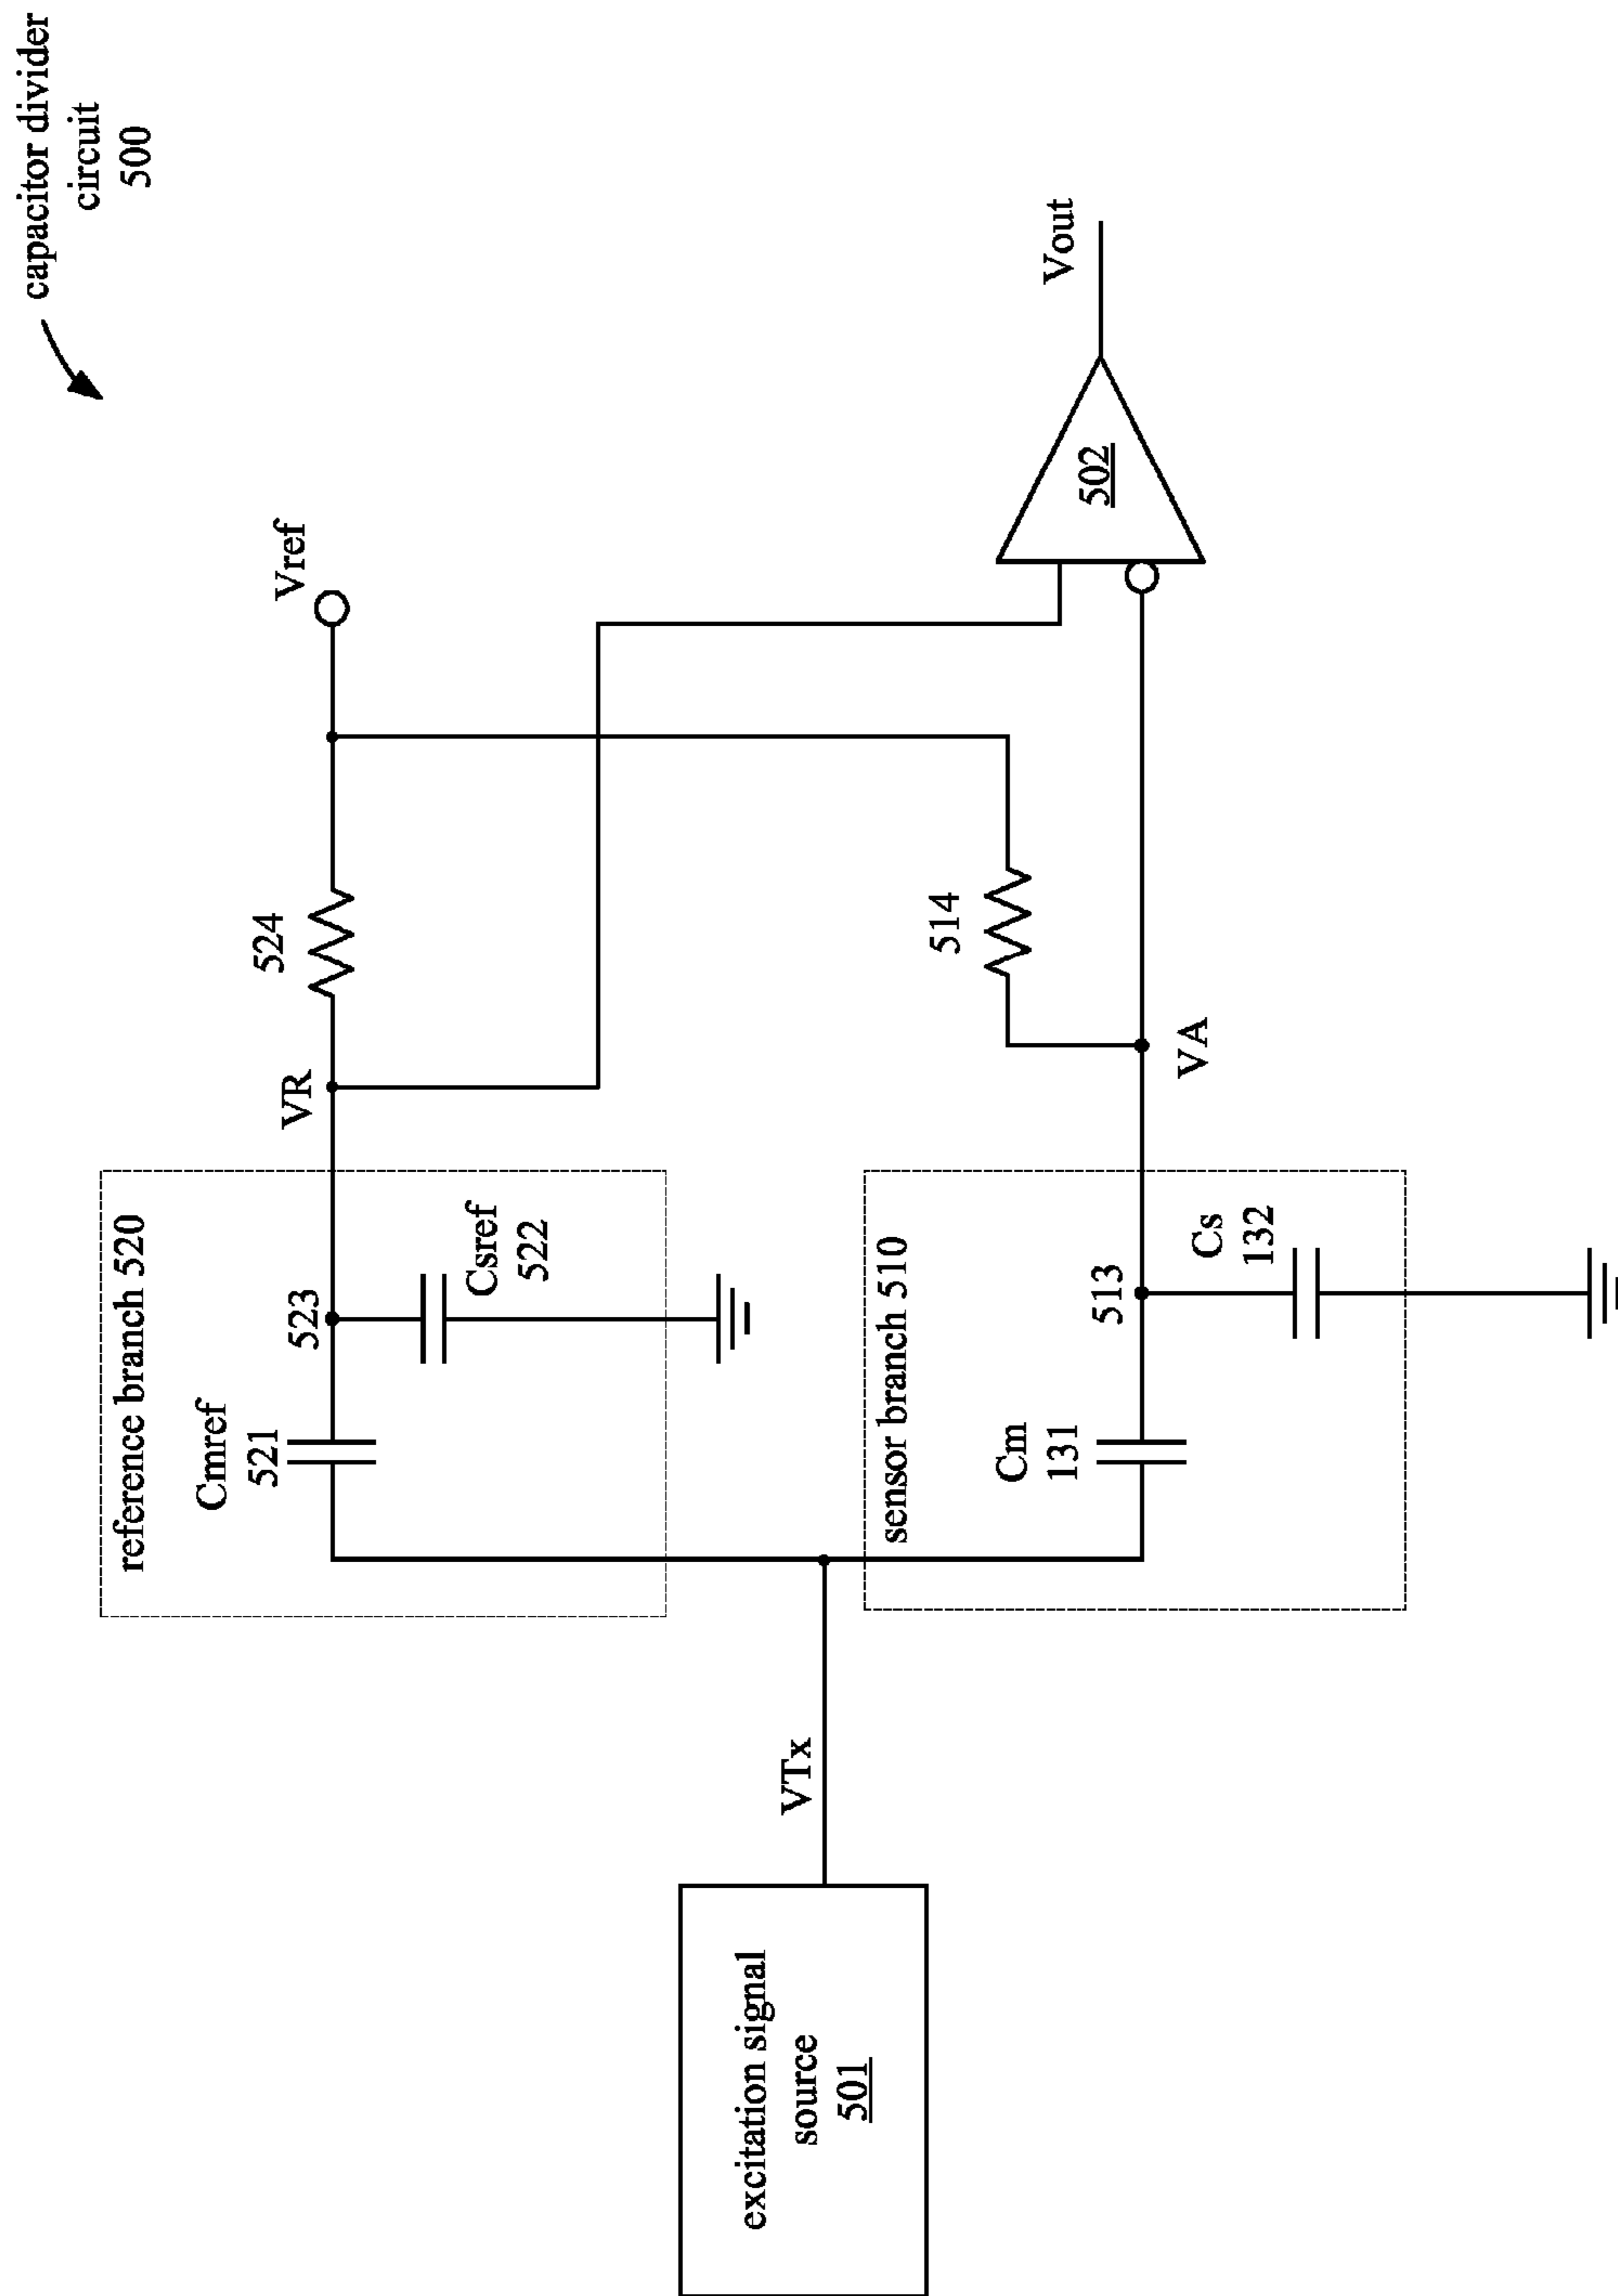 capacitor divider
circuit
500
reference branch 520
Cmref
521
523
Csref
522
VR
524
Vref
sensor branch 510
Cm
131
513
Cs
132
VA
514
502
Vout
VTx
excitation signal
source
501